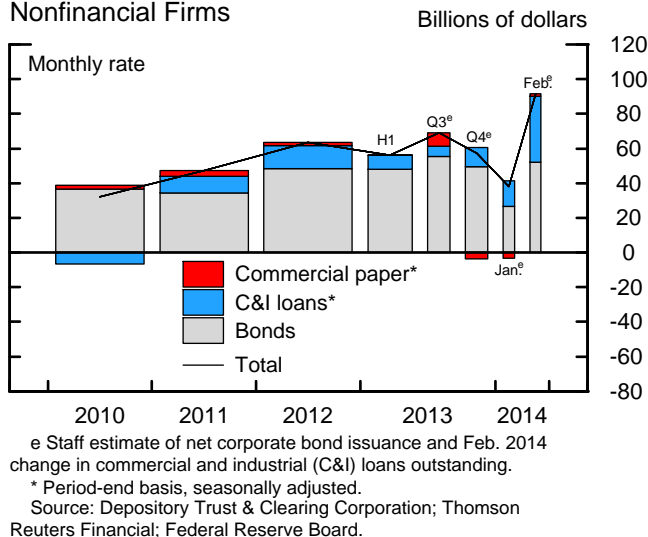 Nonfinancial Firms
Billions of dollars
Monthly rate
120
100
80
60
40
20
0
-20
-40
-60
-80
H1
Q3e
Q4e
Jan.e
Feb.e
Commercial paper*
C&I loans*
Bonds
Total
2010 2011 2012 2013 2014
e Staff estimate of net corporate bond issuance and Feb. 2014
change in commercial and industrial (C&I) loans outstanding.
* Period-end basis, seasonally adjusted.
Source: Depository Trust & Clearing Corporation; Thomson
Reuters Financial; Federal Reserve Board.